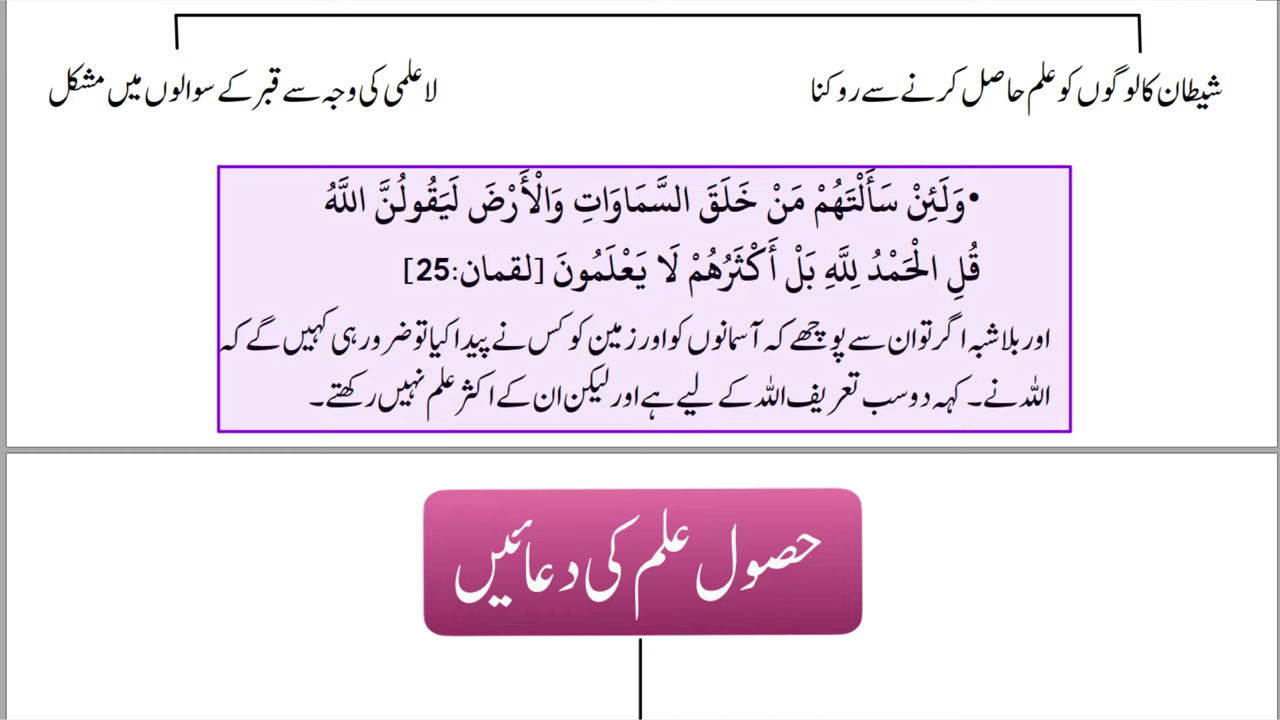 شیطان کا لوگوں کو علم حاصل کرنے سے روکنا
لاعلمی کی وجہ سے قبر کے سوالوں میں مشکل
•وَلَئِنْ سَأَلْتَهُمْ مَنْ خَلَقَ السَّمَاوَاتِ وَالْأَرْضَ لَيَقُولُنَّ اللَّهُ
قُلِ الْحَمْدُ لِلَّهِ بَلْ أَكْثَرُهُمْ لَا يَعْلَمُونَ [لقمان:25]
اور بلاشبہ اگر تو ان سے پوچھے کہ آسمانوں کو اور زمین کو کس نے پیدا کیا تو ضرور ہی کہیں گے کہ
اللہ نے۔ کہہ دو سب تعریف اللہ کے لیے ہے اور لیکن ان کے اکثر علم نہیں رکھتے۔
حصول علم کی دعائیں